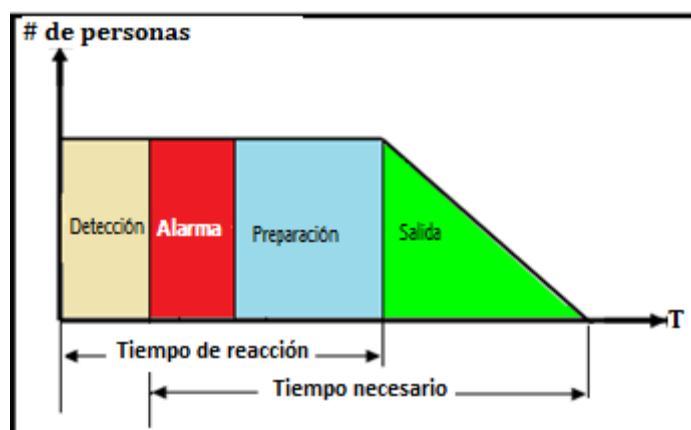 # de personas
Detección
Alarma
Preparación
Salida
T
Tiempo de reacción
Tiempo necesario